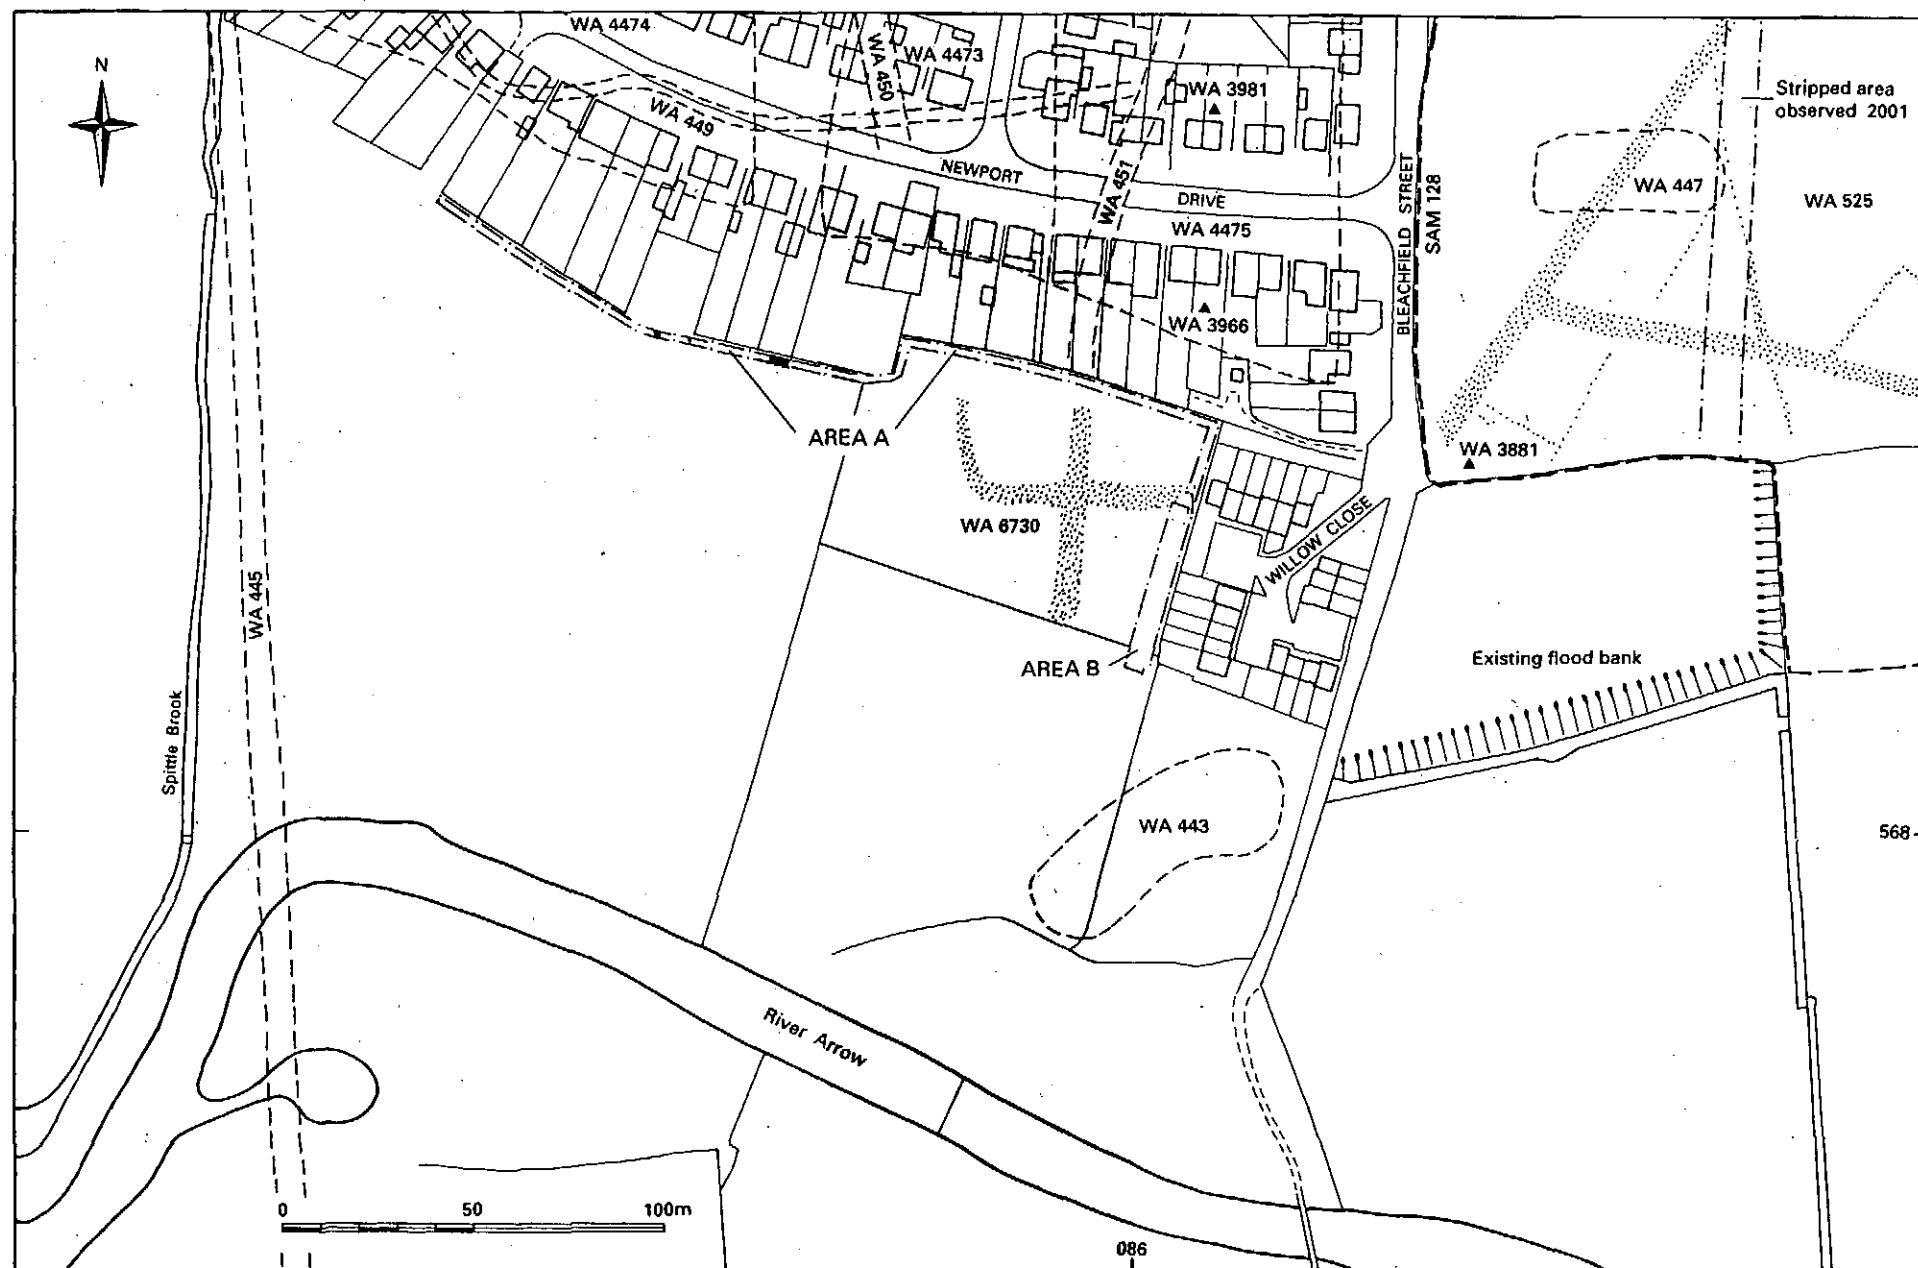 WA 4474
WA 4473
WA 450
N
WA 449
WA 3981
Stripped area
observed 2001
NEWPORT
DRIVE
WA 451
WA 4475
BLEACHFIELD STREET
SAM 128
WA 447
WA 525
WA 3966
AREA A
WA 3881
WA 6730
WILLOW CLOSE
WA 445
AREA B
Existing flood bank
Spittle Brook
WA 443
568
River Arrow
0 50 100m
086